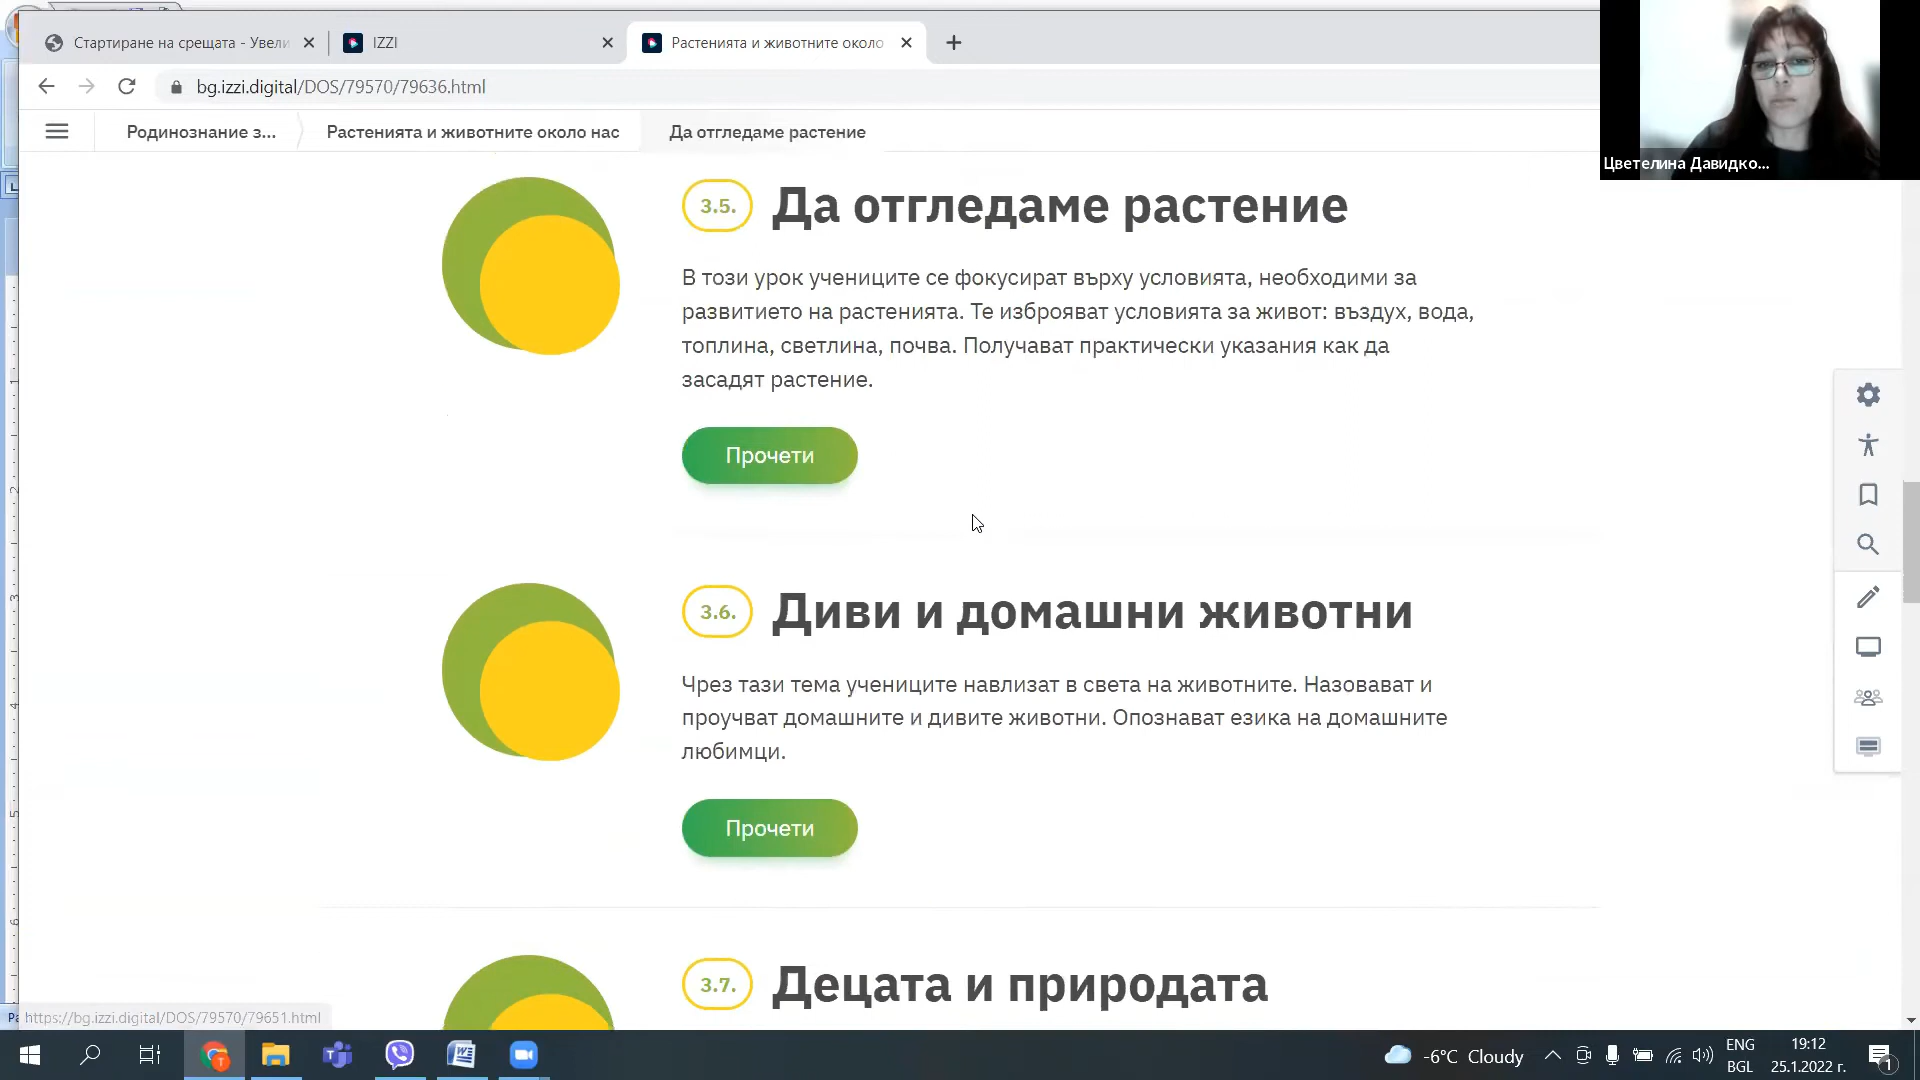 Стартиране на срещата - Увели
IZZI
Растенията и животните около
bg.izzi.digital/DOS/79570/79636.html
Родинознание з...
Растенията и животните около нас
Да отгледаме растение
Цветелина Давидко...
3.5.
Да отгледаме растение
В този урок учениците се фокусират върху условията, необходими за
развитието на растенията. Те изброяват условията за живот: въздух, вода,
топлина, светлина, почва. Получават практически указания как да
засадят растение.
Прочети
3.6.
Диви и домашни животни
Чрез тази тема учениците навлизат в света на животните. Назовават и
проучват домашните и дивите животни. Опознават езика на домашните
любимци.
Прочети
3.7.
Децата и природата
https://bg.izzi.digital/DOS/79570/79651.html
-6°C Cloudy
ENG
BGL
19:12
25.1.2022 г.
1